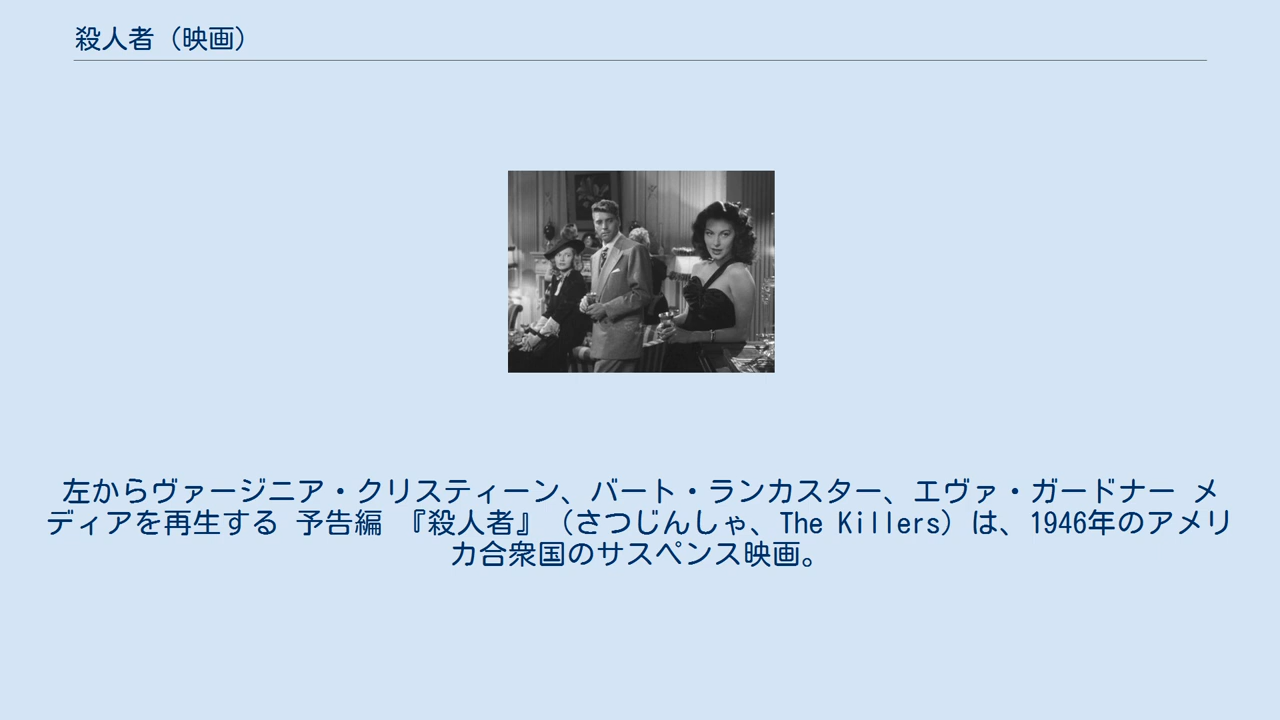 殺人者（映画）
左からヴァージニア・クリスティーン、バート・ランカスター、エヴァ・ガードナー メ
ディアを再生する 予告編 『殺人者』（さつじんしゃ、The Killers）は、1946年のアメリ
カ合衆国のサスペンス映画。